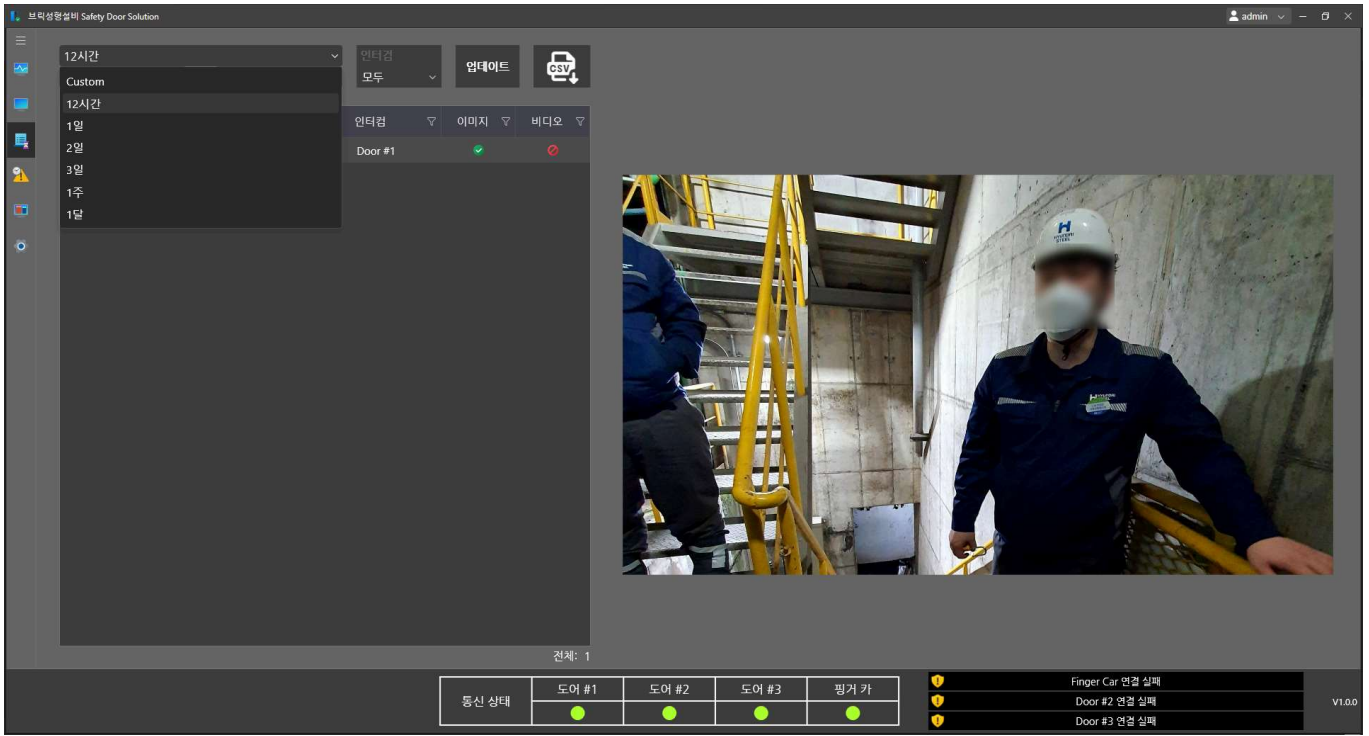 브릭성형설비 Safety Door Solution
admin
12시간
인터컴
모두
업데이트
CSV
Custom
12시간
1일
2일
3일
1주
1달
인터컴 이미지 비디오
Door #1
H
HYUNDAI
STEEL
전체: 1
통신 상태
도어 #1 도어 #2 도어 #3 핑거 카
Finger Car 연결 실패
Door #2 연결 실패
Door #3 연결 실패
V1.0.0